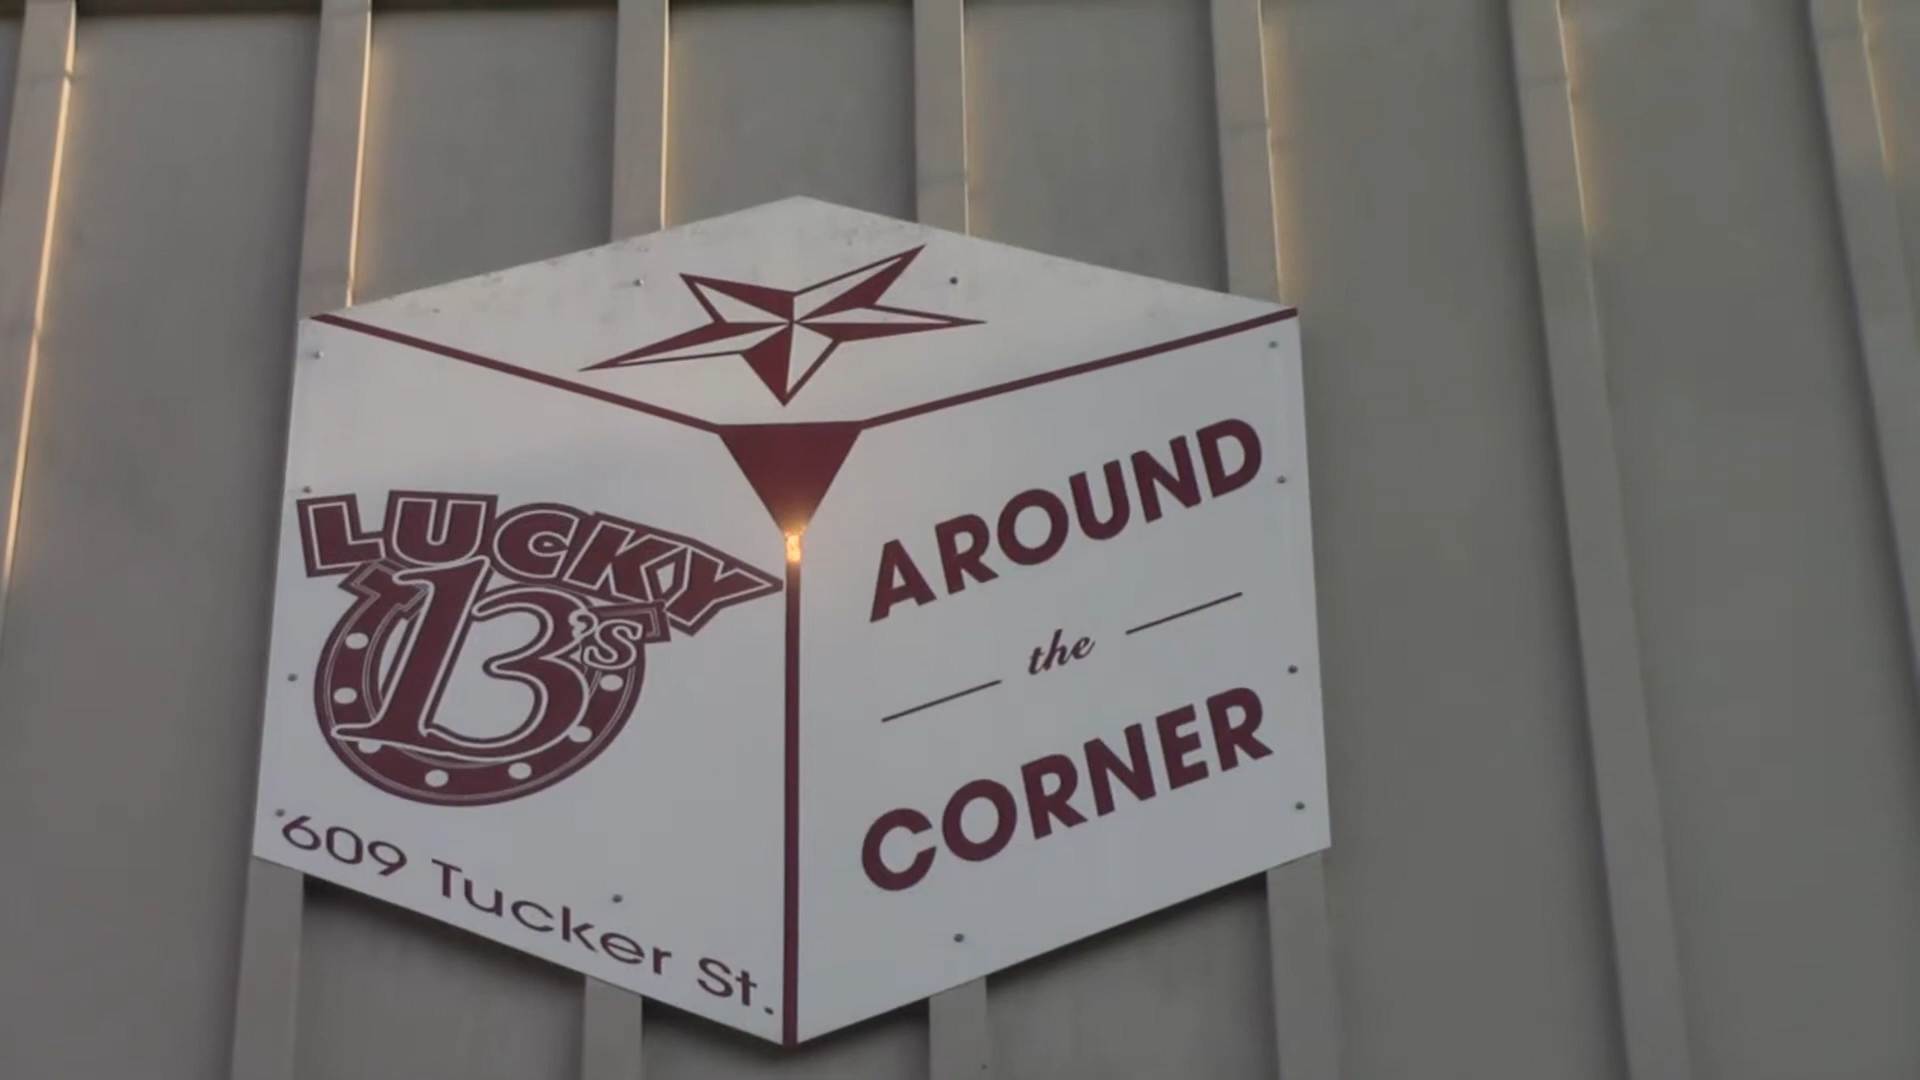 LUCKY
13's
609 Tucker St.
AROUND
the
CORNER